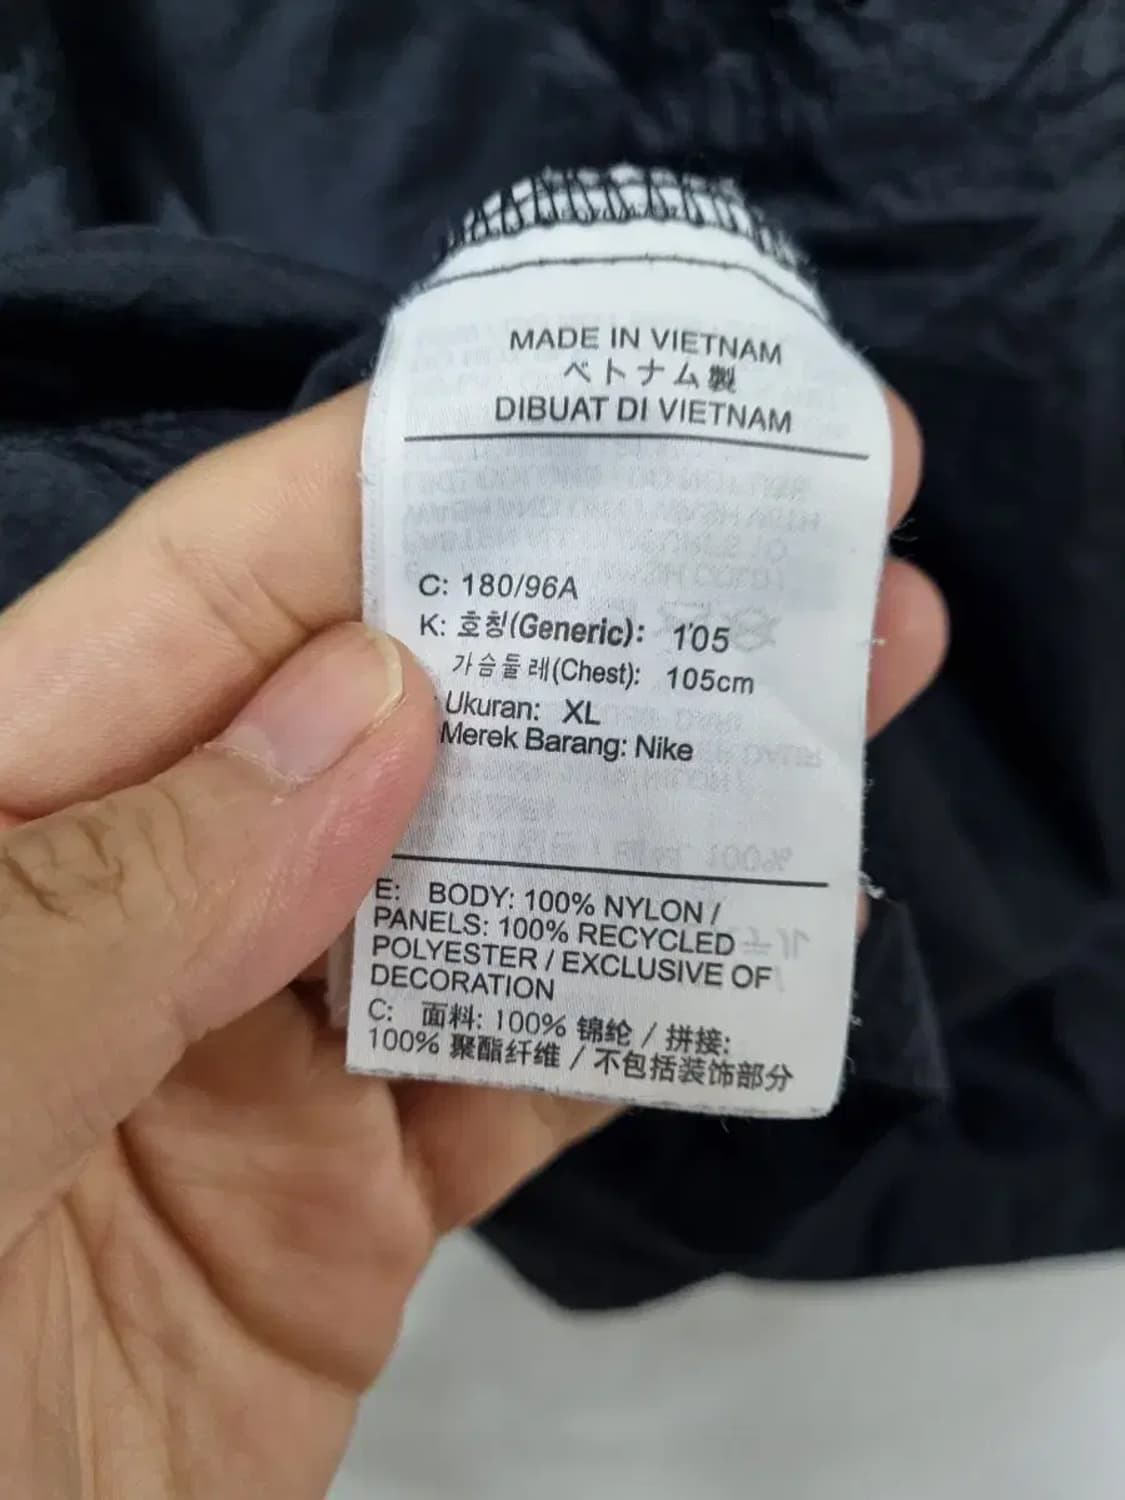 MADE IN VIETNAM
ベトナム製
DIBUAT DI VIETNAM
C: 180/96A
K: 호칭(Generic): 105
가슴둘레(Chest): 105cm
Ukuran: XL
Merek Barang: Nike
E: BODY: 100% NYLON /
PANELS: 100% RECYCLED
POLYESTER / EXCLUSIVE OF
DECORATION
C: 面料: 100% 锦纶 / 拼接:
100% 聚酯纤维 / 不包括装饰部分